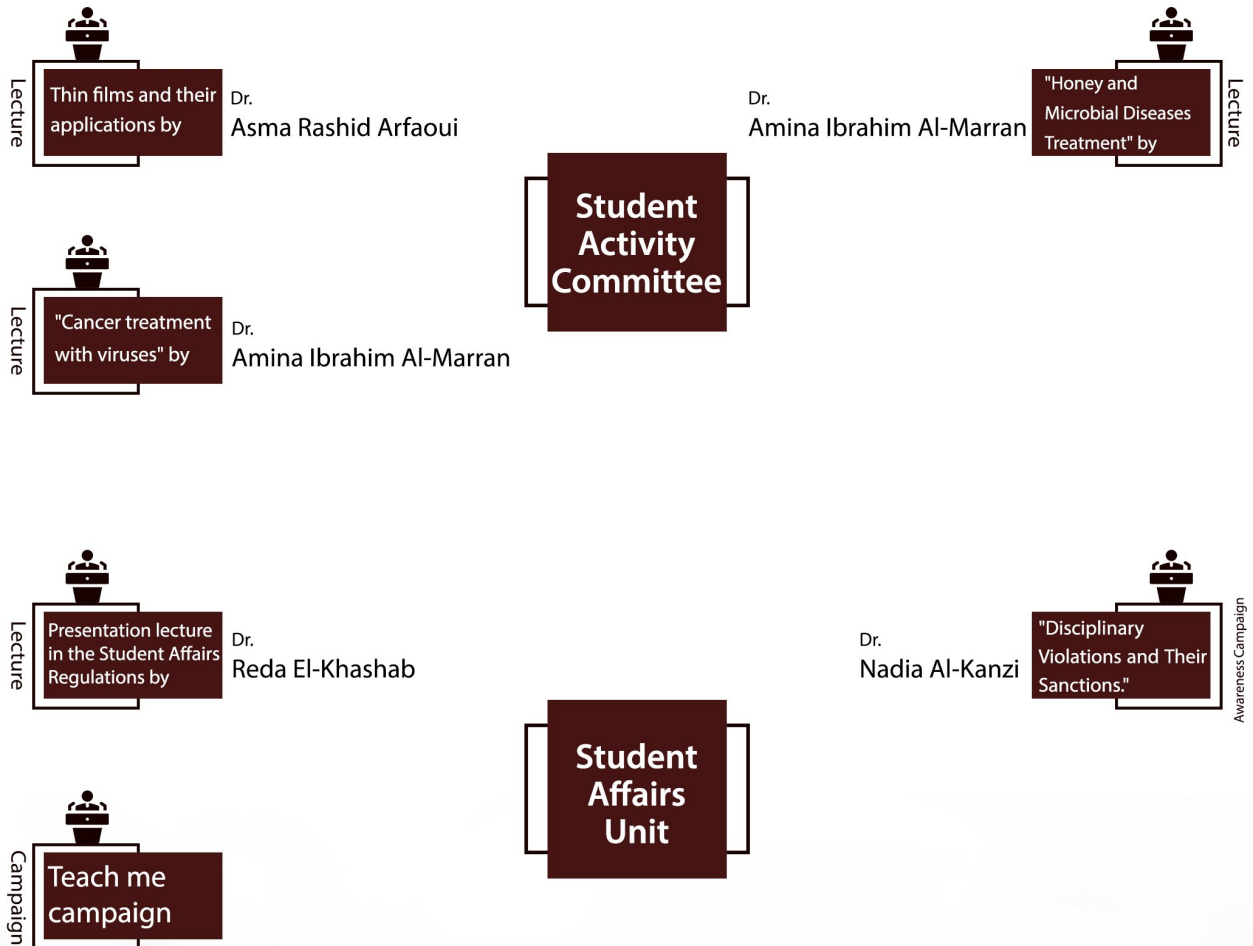 Lecture
Thin films and their
applications by
Dr.
Asma Rashid Arfaoui
Dr.
Amina Ibrahim Al-Marran
"Honey and
Microbial Diseases
Treatment" by
Lecture
Student
Activity
Committee
Lecture
"Cancer treatment
with viruses" by
Dr.
Amina Ibrahim Al-Marran
Lecture
Presentation lecture
in the Student Affairs
Regulations by
Dr.
Reda El-Khashab
Dr.
Nadia Al-Kanzi
"Disciplinary
Violations and Their
Sanctions."
Awareness Campaign
Student
Affairs
Unit
Campaign
Teach me
campaign